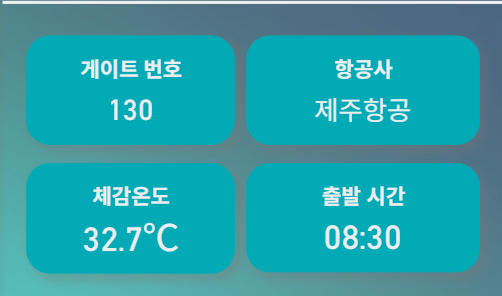 게이트 번호
130
항공사
제주항공
체감온도
32.7℃
출발 시간
08:30